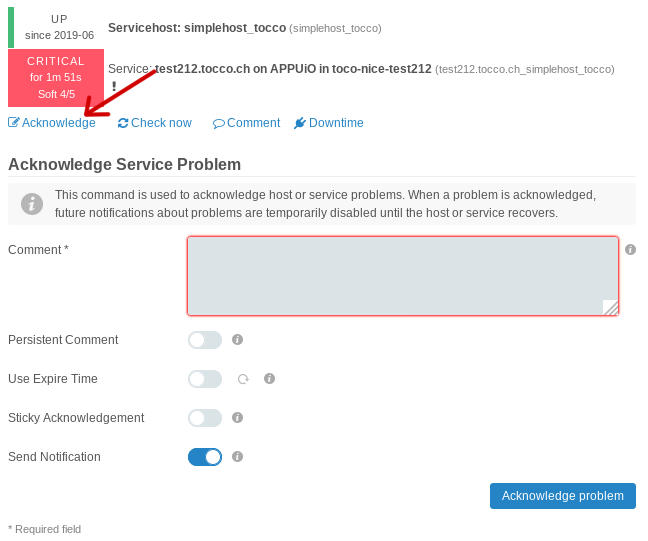 UP
since 2019-06
Servicehost: simplehost_tocco (simplehost_tocco)
CRITICAL
for 1m 51s
Soft 4/5
Service: test212.tocco.ch on APPUiO in toco-nice-test212 (test212.tocco.ch_simplehost_tocco)
!
Acknowledge Check now Comment Downtime
Acknowledge Service Problem
This command is used to acknowledge host or service problems. When a problem is acknowledged,
future notifications about problems are temporarily disabled until the host or service recovers.
Comment *
Persistent Comment
Use Expire Time
Sticky Acknowledgement
Send Notification
Acknowledge problem
* Required field